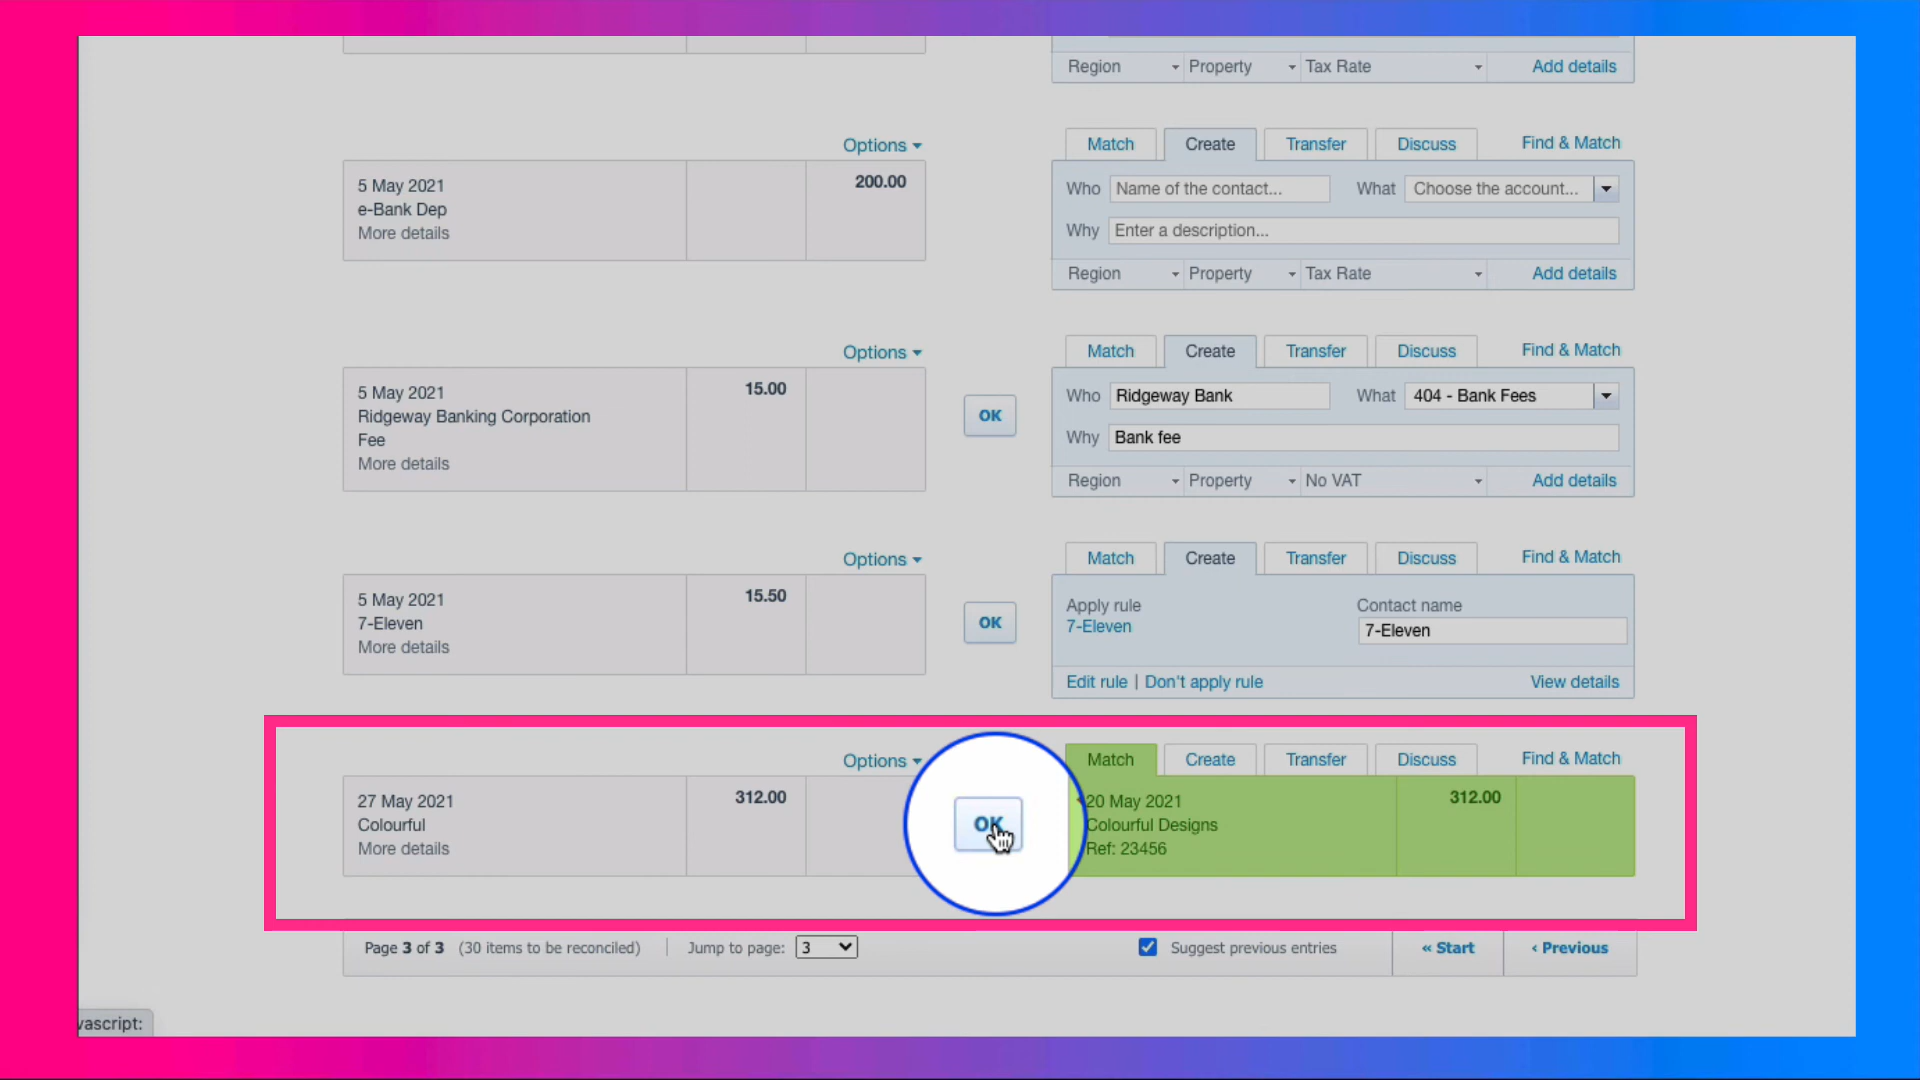 Region Property Tax Rate Add details
Options Match Create Transfer Discuss Find & Match
5 May 2021 200.00
e-Bank Dep
More details
Who Name of the contact... What Choose the account...
Why Enter a description...
Region Property Tax Rate Add details
Options Match Create Transfer Discuss Find & Match
5 May 2021 15.00
Ridgeway Banking Corporation
Fee
More details
OK
Who Ridgeway Bank What 404 - Bank Fees
Why Bank fee
Region Property No VAT Add details
Options Match Create Transfer Discuss Find & Match
5 May 2021 15.50
7-Eleven
More details
OK
Apply rule Contact name
7-Eleven 7-Eleven
Edit rule | Don't apply rule View details
Options Match Create Transfer Discuss Find & Match
27 May 2021 312.00
Colourful
More details
OK
20 May 2021 312.00
Colourful Designs
Ref: 23456
Page 3 of 3 (30 items to be reconciled) | Jump to page: 3 Suggest previous entries « Start ‹ Previous
vascript: